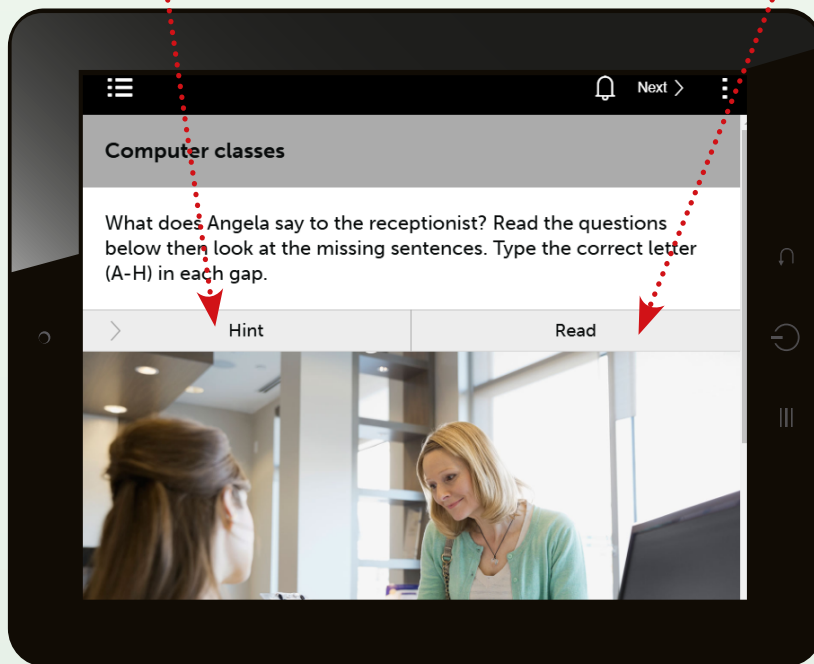 Next
Computer classes
What does Angela say to the receptionist? Read the questions
below then look at the missing sentences. Type the correct letter
(A-H) in each gap.
Hint
Read